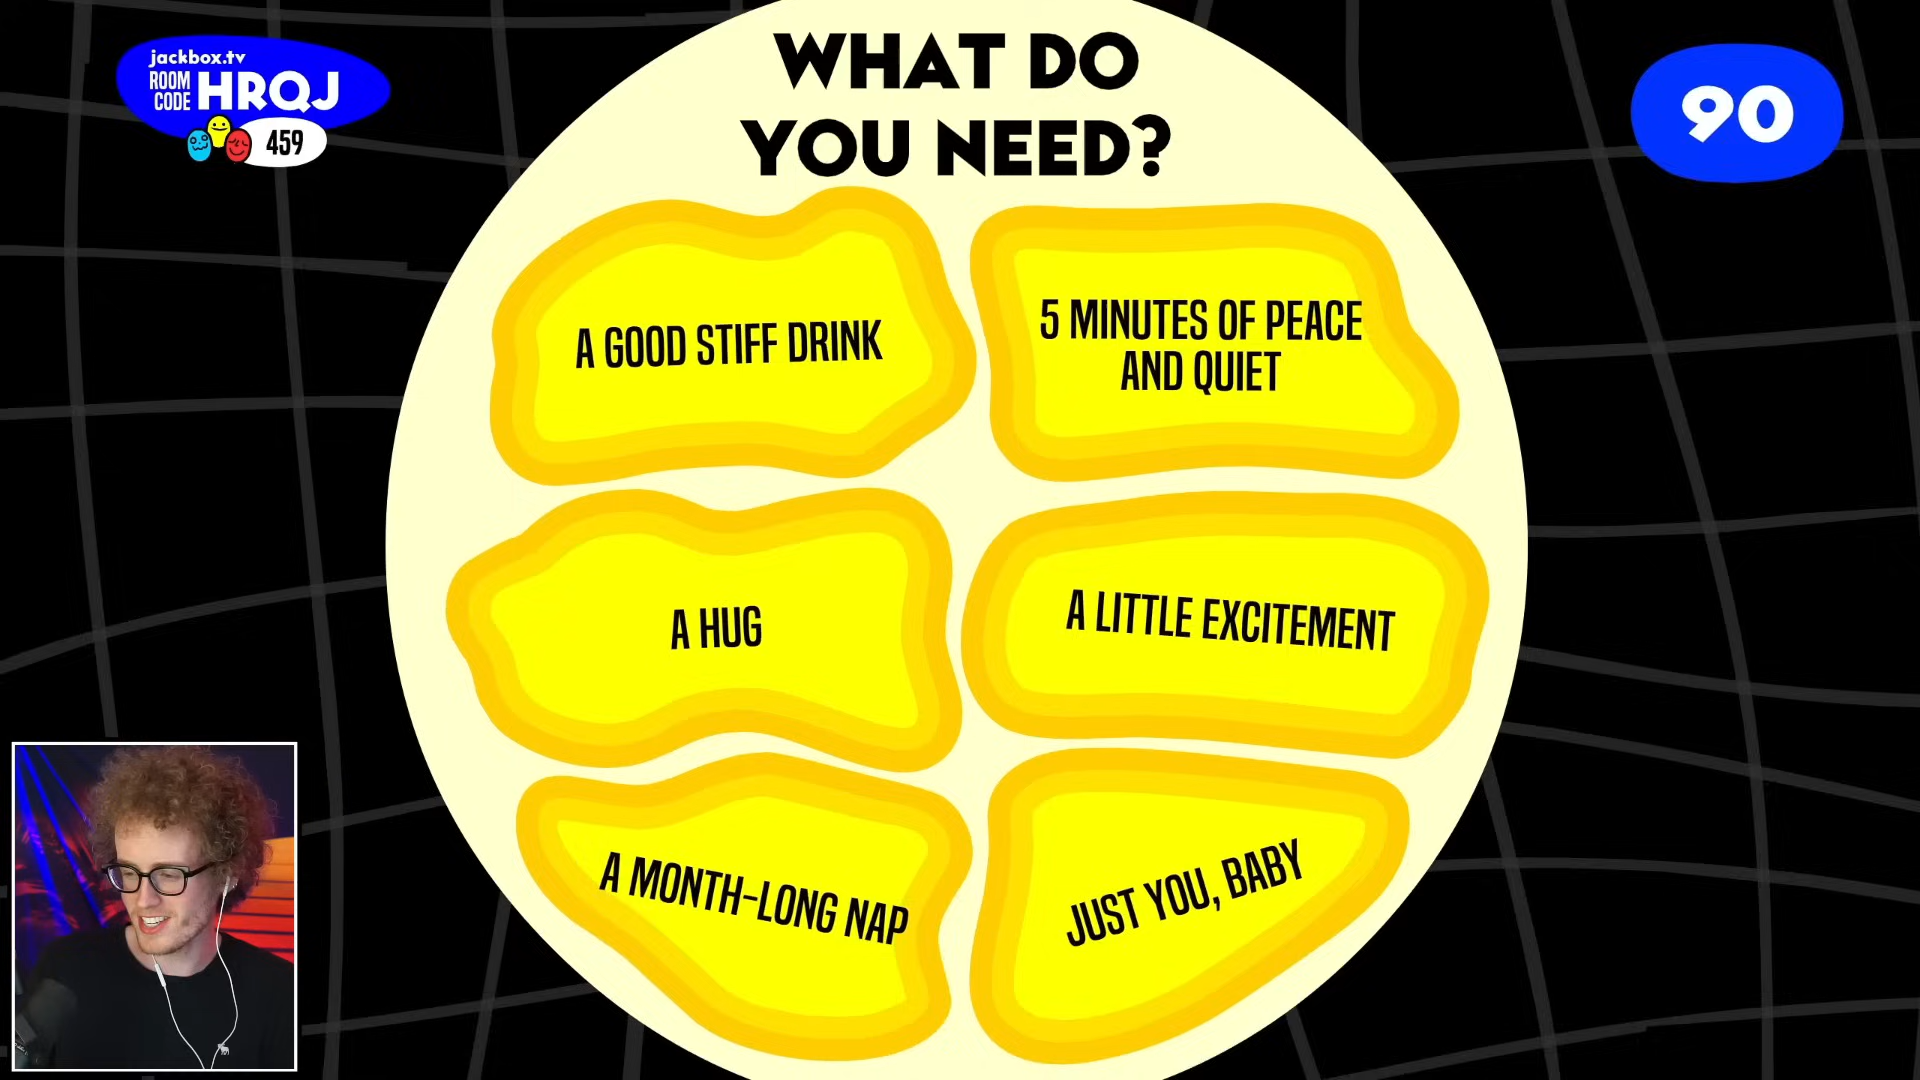 jackbox.tv
ROOM
CODE
HRQJ
459
WHAT DO
YOU NEED?
90
A GOOD STIFF DRINK
5 MINUTES OF PEACE
AND QUIET
A HUG
A LITTLE EXCITEMENT
A MONTH-LONG NAP
JUST YOU, BABY